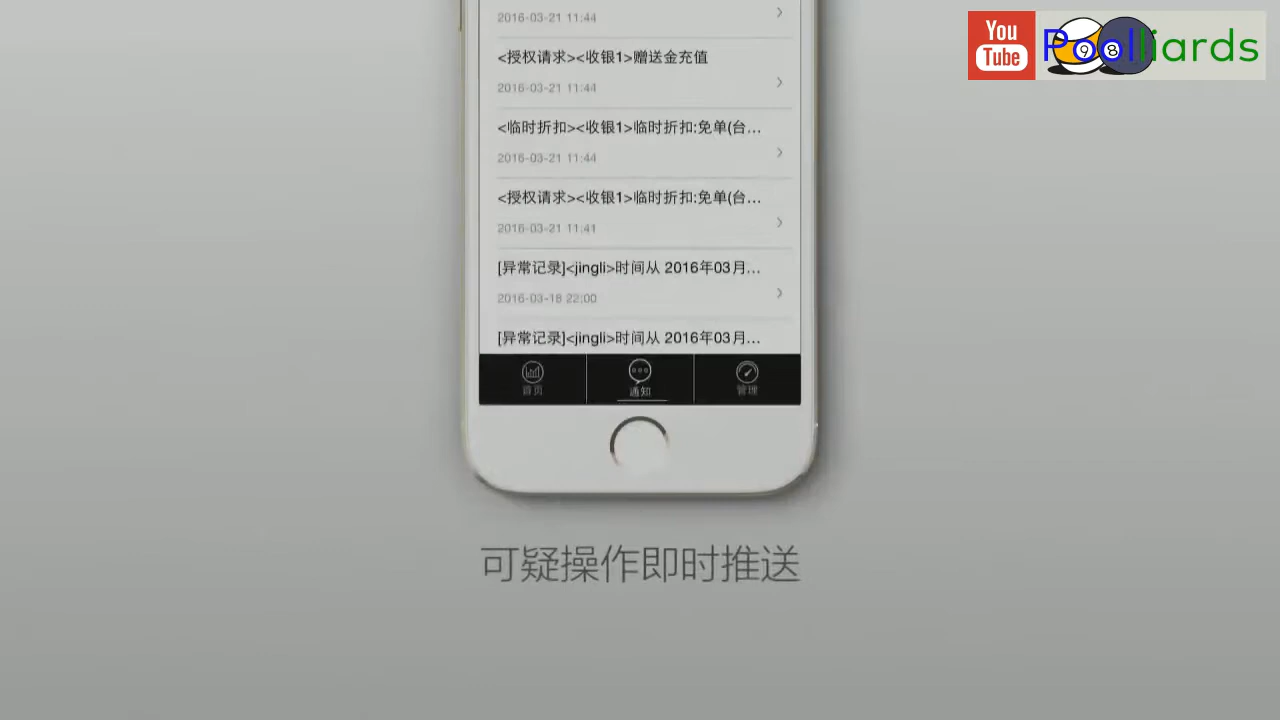 2016-03-21 11:44
<授权请求><收银1>赠送金充值
2016-03-21 11:44
<临时折扣><收银1>临时折扣:免单(台...
2016-03-21 11:44
<授权请求><收银1>临时折扣:免单(台...
2016-03-21 11:41
[异常记录]<jingli>时间从 2016年03月...
2016-03-18 22:00
[异常记录]<jingli>时间从 2016年03月...
首页
通知
管理
可疑操作即时推送
You
Tube
Poolliards
9
8